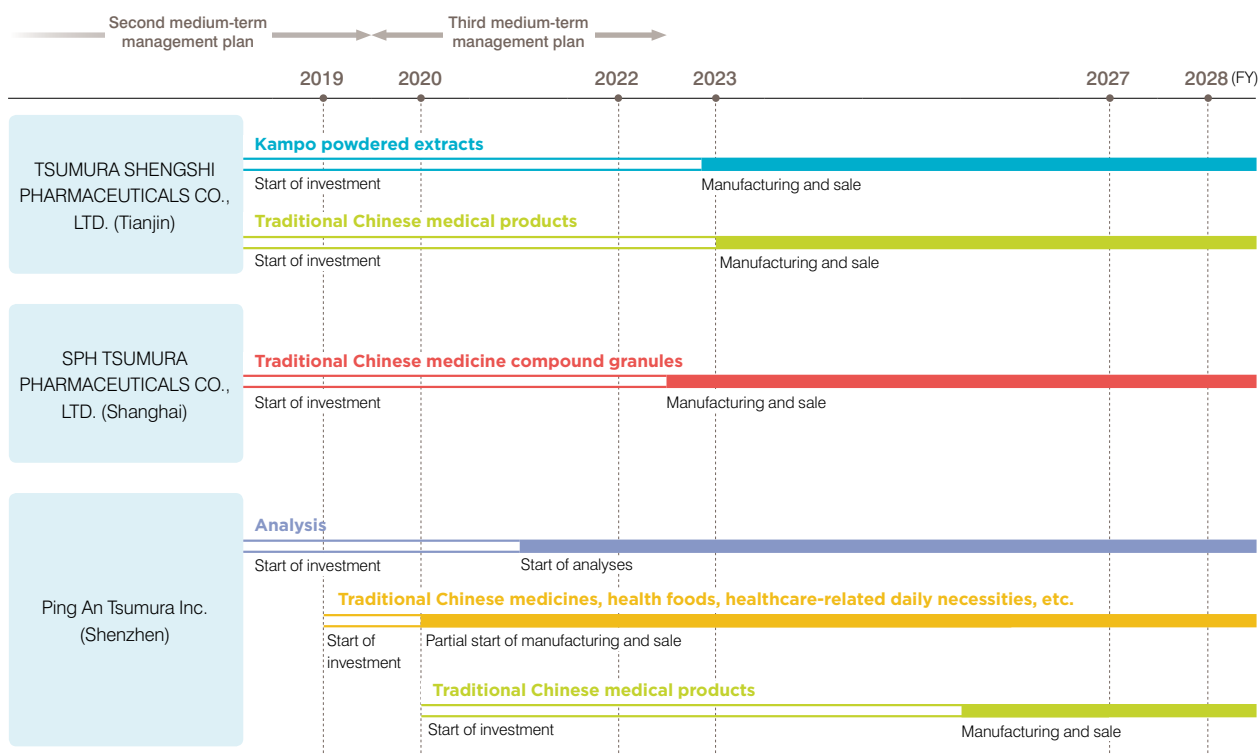 Second medium-term
management plan
Third medium-term
management plan
2019
2020
2022
2023
2027
2028 (FY)
TSUMURA SHENGSHI
PHARMACEUTICALS CO.,
LTD. (Tianjin)
Kampo powdered extracts
Start of investment
Manufacturing and sale
Traditional Chinese medical products
Start of investment
Manufacturing and sale
SPH TSUMURA
PHARMACEUTICALS CO.,
LTD. (Shanghai)
Traditional Chinese medicine compound granules
Start of investment
Manufacturing and sale
Ping An Tsumura Inc.
(Shenzhen)
Analysis
Start of investment
Start of analyses
Traditional Chinese medicines, health foods, healthcare-related daily necessities, etc.
Start of
investment
Partial start of manufacturing and sale
Traditional Chinese medical products
Start of investment
Manufacturing and sale